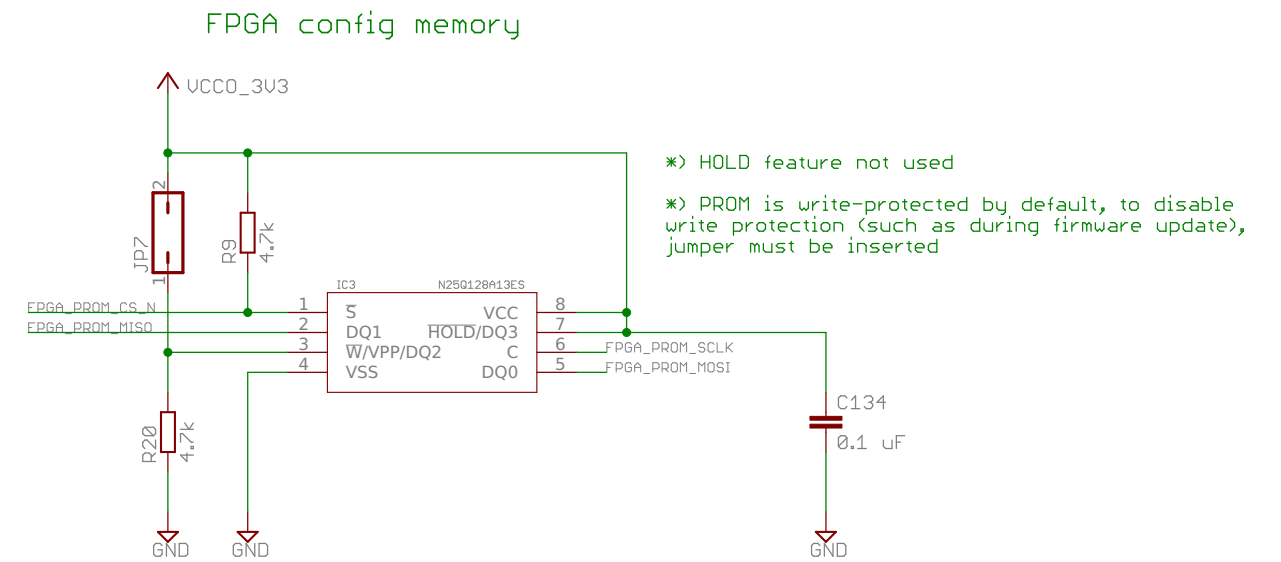 FPGA config memory
VCCO_3V3
*) HOLD feature not used
*) PROM is write-protected by default, to disable
write protection (such as during firmware update),
jumper must be inserted
2
JP7
1
R9
4.7k
IC3
N25Q128A13ES
FPGA_PROM_CS_N
FPGA_PROM_MISO
1
2
3
4
S
DQ1
W/VPP/DQ2
VSS
VCC
HOLD/DQ3
C
DQ0
8
7
6
5
FPGA_PROM_SCLK
FPGA_PROM_MOSI
R20
4.7k
C134
0.1 uF
GND
GND
GND